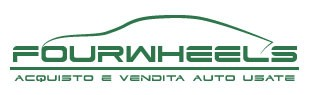 FOURWHEELS
ACQUISTO E VENDITA AUTO USATE